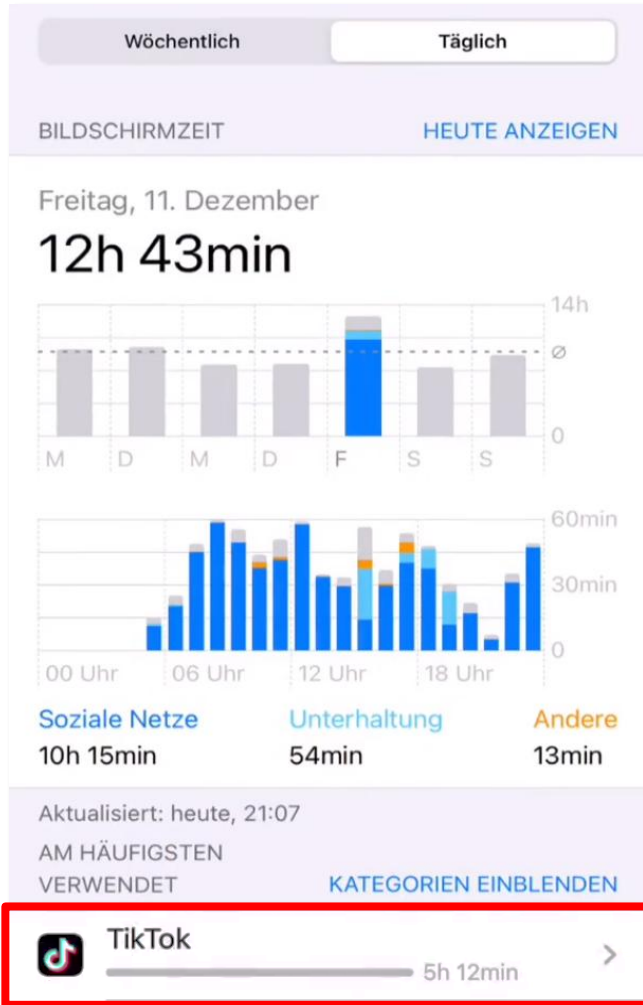 Wöchentlich Täglich
BILDSCHIRMZEIT HEUTE ANZEIGEN
Freitag, 11. Dezember
12h 43min
14h
Ø
0
M D M D F S S
60min
30min
0
00 Uhr 06 Uhr 12 Uhr 18 Uhr
Soziale Netze Unterhaltung Andere
10h 15min 54min 13min
Aktualisiert: heute, 21:07
AM HÄUFIGSTEN
VERWENDET KATEGORIEN EINBLENDEN
TikTok
5h 12min